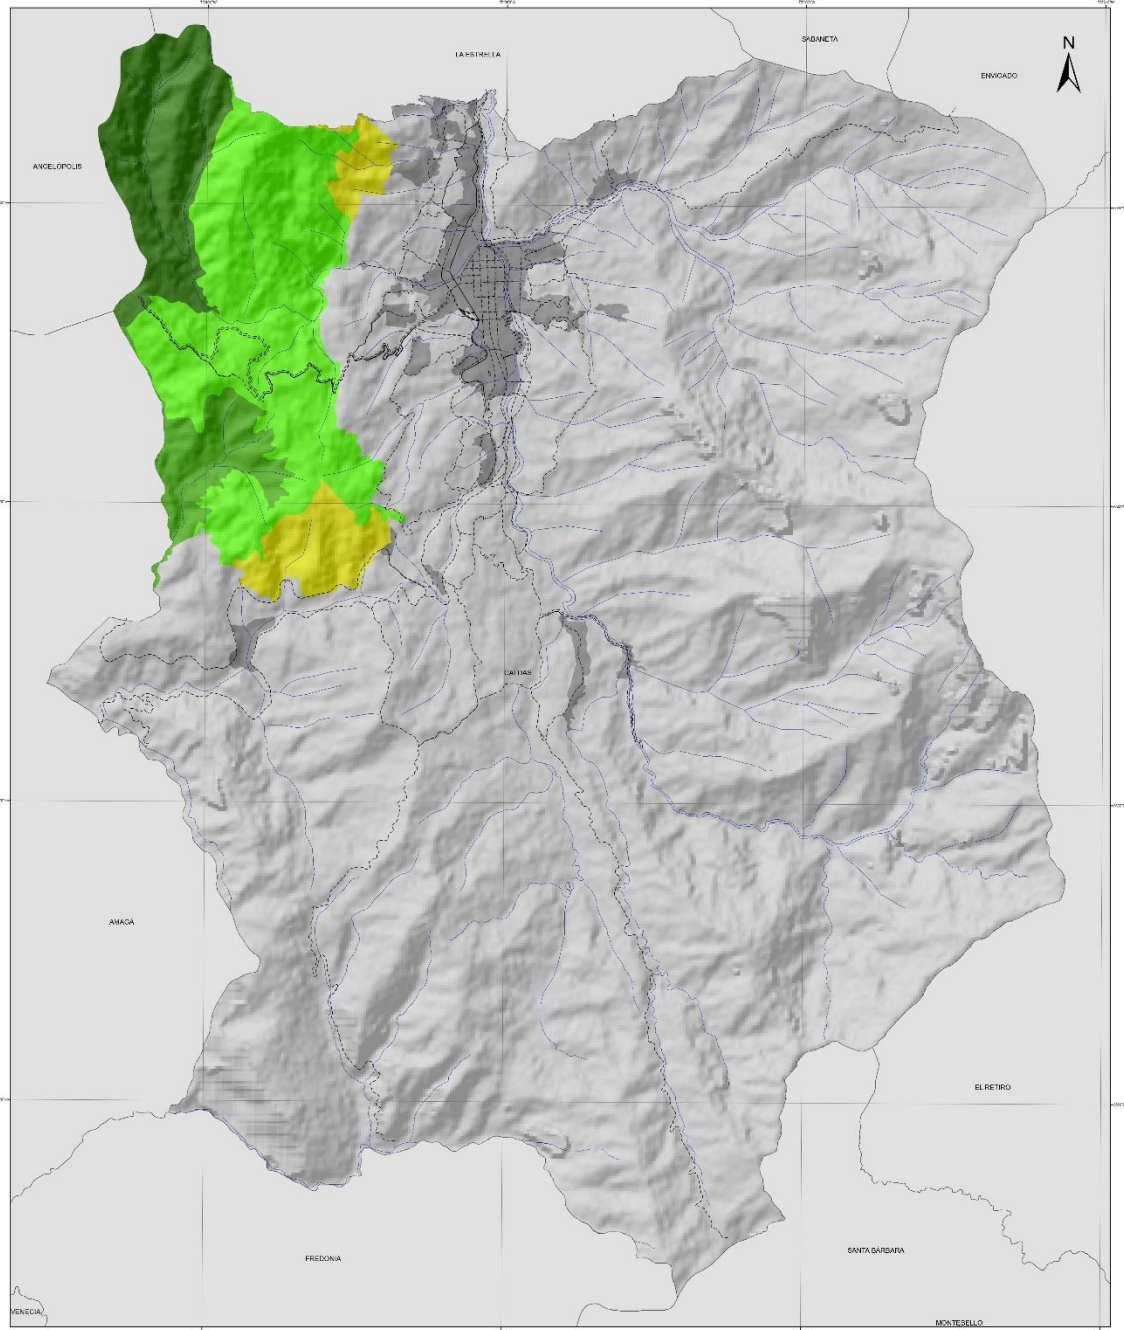 SABANETA
N
LA ESTRELLA
ENVIGADO
ANGELÓPOLIS
CALDAS
AMAGÁ
EL RETIRO
SANTA BÁRBARA
FREDONIA
VENECIA
MONTEBELLO